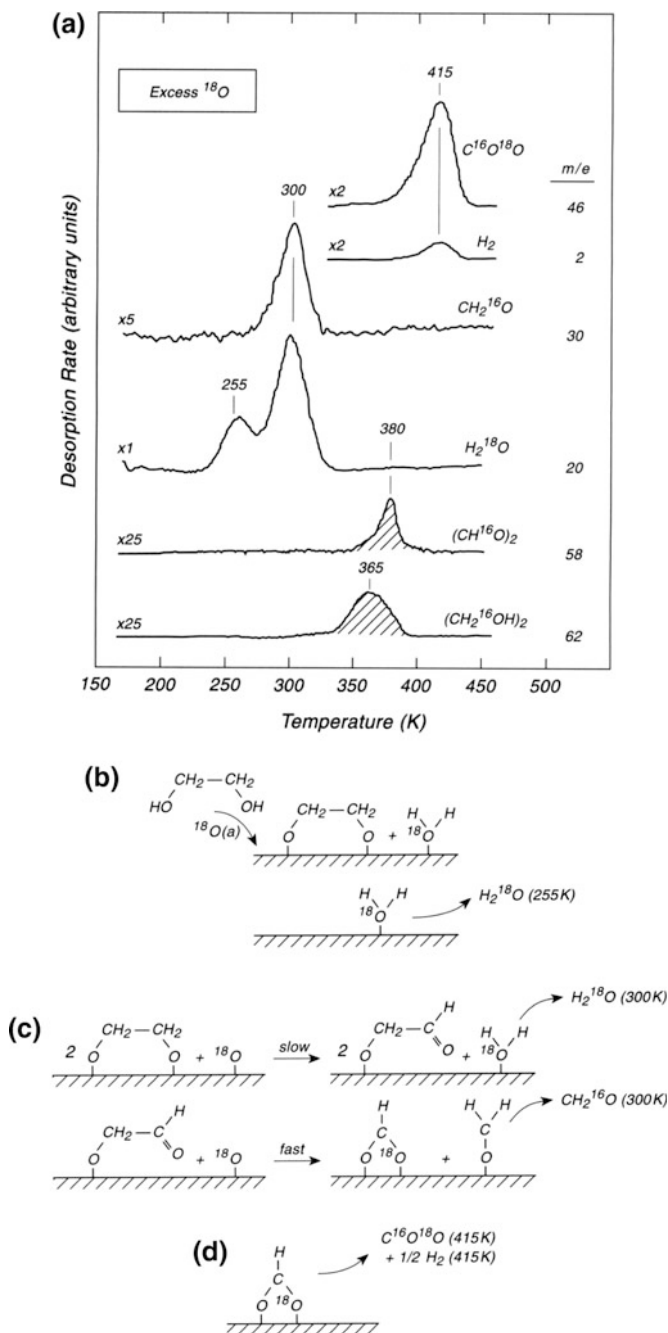 (a)
Excess ¹⁸O
415
C¹⁶O¹⁸O
m/e
x2
46
300
x2
H₂
2
x5
CH₂¹⁶O
30
255
x1
H₂¹⁸O
20
380
x25
(CH¹⁶O)₂
58
365
x25
(CH₂¹⁶OH)₂
62
Desorption Rate (arbitrary units)
150 200 250 300 350 400 450 500
Temperature (K)
(b)
CH₂—CH₂
HO OH
¹⁸O(a)
CH₂—CH₂ H H
O O + ¹⁸O
H H
¹⁸O
H₂¹⁸O (255K)
(c)
H₂¹⁸O (300K)
CH₂—CH₂
2 O O + ¹⁸O
slow
H
CH₂—C
2 O O + ¹⁸O
H H
CH₂¹⁶O (300K)
H
CH₂—C
O O + ¹⁸O
fast
H
C
O ¹⁸O
+
H H
C
O
(d)
C¹⁶O¹⁸O (415K)
+ 1/2 H₂ (415K)
H
C
O ¹⁸O